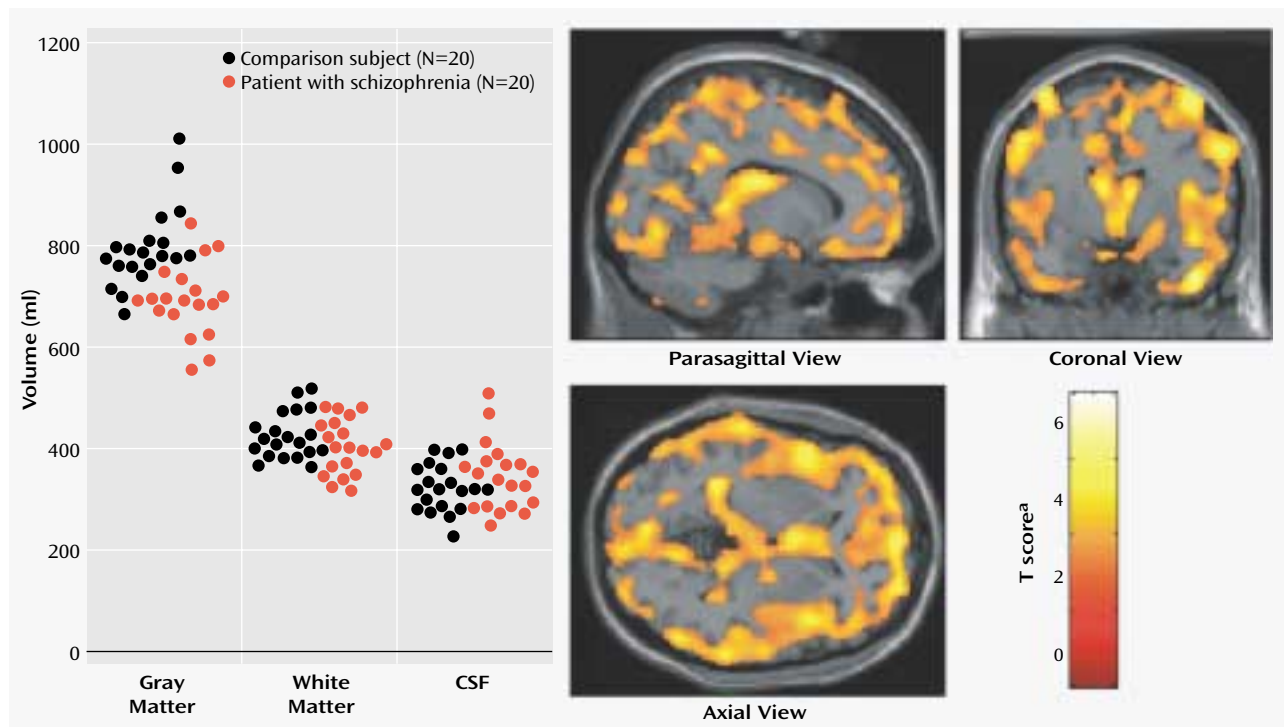 1200
1000
800
600
400
200
0
Volume (ml)
Comparison subject (N=20)
Patient with schizophrenia (N=20)
Gray
Matter
White
Matter
CSF
Parasagittal View
Coronal View
Axial View
T scoreª
6
4
2
0